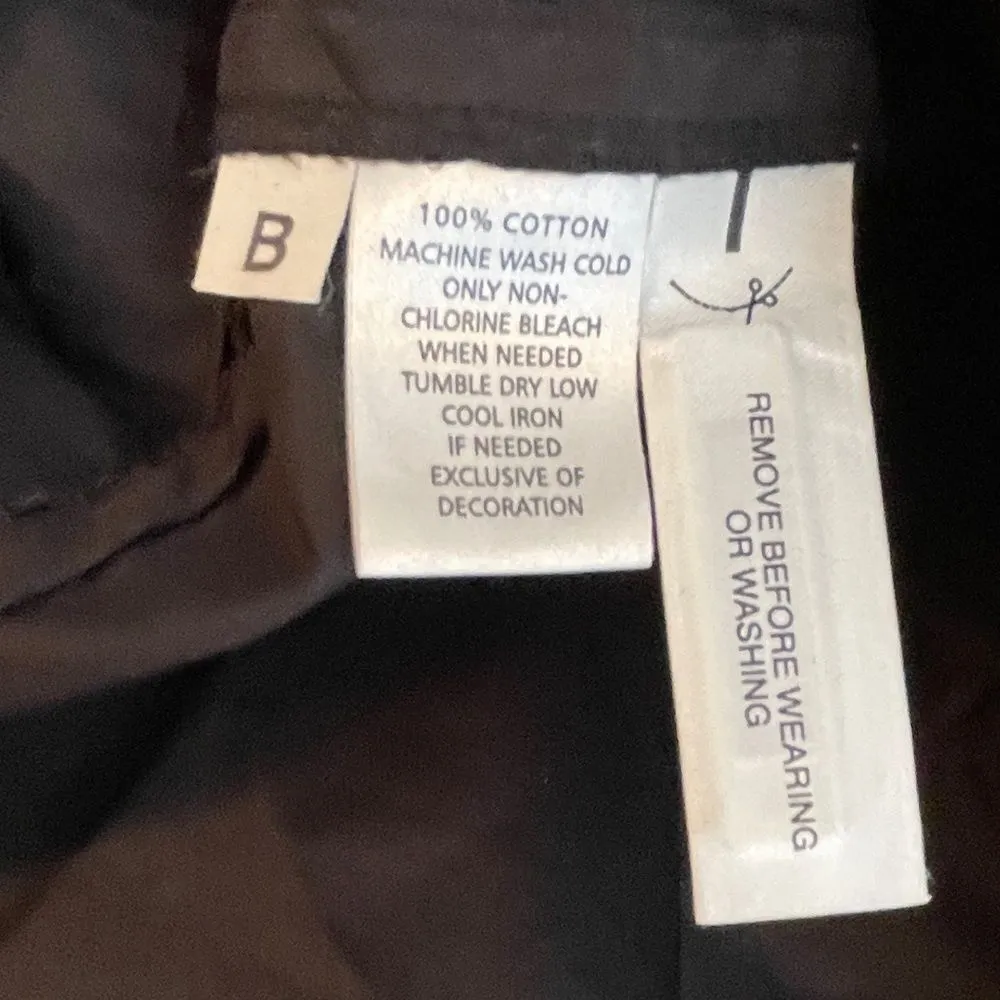 B
100% COTTON
MACHINE WASH COLD
ONLY NON-
CHLORINE BLEACH
WHEN NEEDED
TUMBLE DRY LOW
COOL IRON
IF NEEDED
EXCLUSIVE OF
DECORATION
REMOVE BEFORE WEARING
OR WASHING